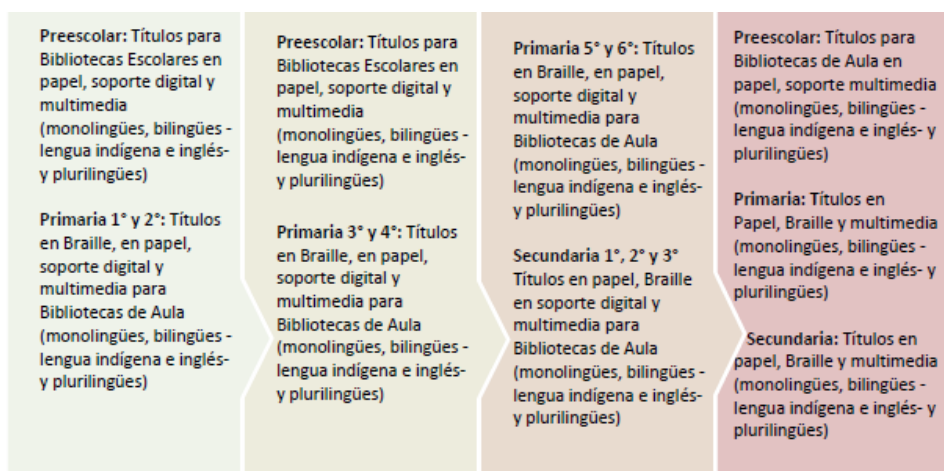 Preescolar: Títulos para
Bibliotecas Escolares en
papel, soporte digital y
multimedia
(monolingües, bilingües -
lengua indígena e inglés-
y plurilingües)
Primaria 1° y 2°: Títulos
en Braille, en papel,
soporte digital y
multimedia para
Bibliotecas de Aula
(monolingües, bilingües -
lengua indígena e inglés-
y plurilingües)
Preescolar: Títulos para
Bibliotecas Escolares en
papel, soporte digital y
multimedia
(monolingües, bilingües -
lengua indígena e inglés-
y plurilingües)
Primaria 3° y 4°: Títulos
en Braille, en papel,
soporte digital y
multimedia para
Bibliotecas de Aula
(monolingües, bilingües -
lengua indígena e inglés-
y plurilingües)
Primaria 5° y 6°: Títulos
en Braille, en papel,
soporte digital y
multimedia para
Bibliotecas de Aula
(monolingües, bilingües -
lengua indígena e inglés-
y plurilingües)
Secundaria 1°, 2° y 3°
Títulos en papel, Braille
en soporte digital y
multimedia para
Bibliotecas de Aula
(monolingües, bilingües -
lengua indígena e inglés-
y plurilingües)
Preescolar: Títulos para
Bibliotecas de Aula en
papel, soporte multimedia
(monolingües, bilingües -
lengua indígena e inglés- y
plurilingües)
Primaria: Títulos en
Papel, Braille y multimedia
(monolingües, bilingües -
lengua indígena e inglés- y
plurilingües)
Secundaria: Títulos en
papel, Braille y multimedia
(monolingües, bilingües -
lengua indígena e inglés- y
plurilingües)